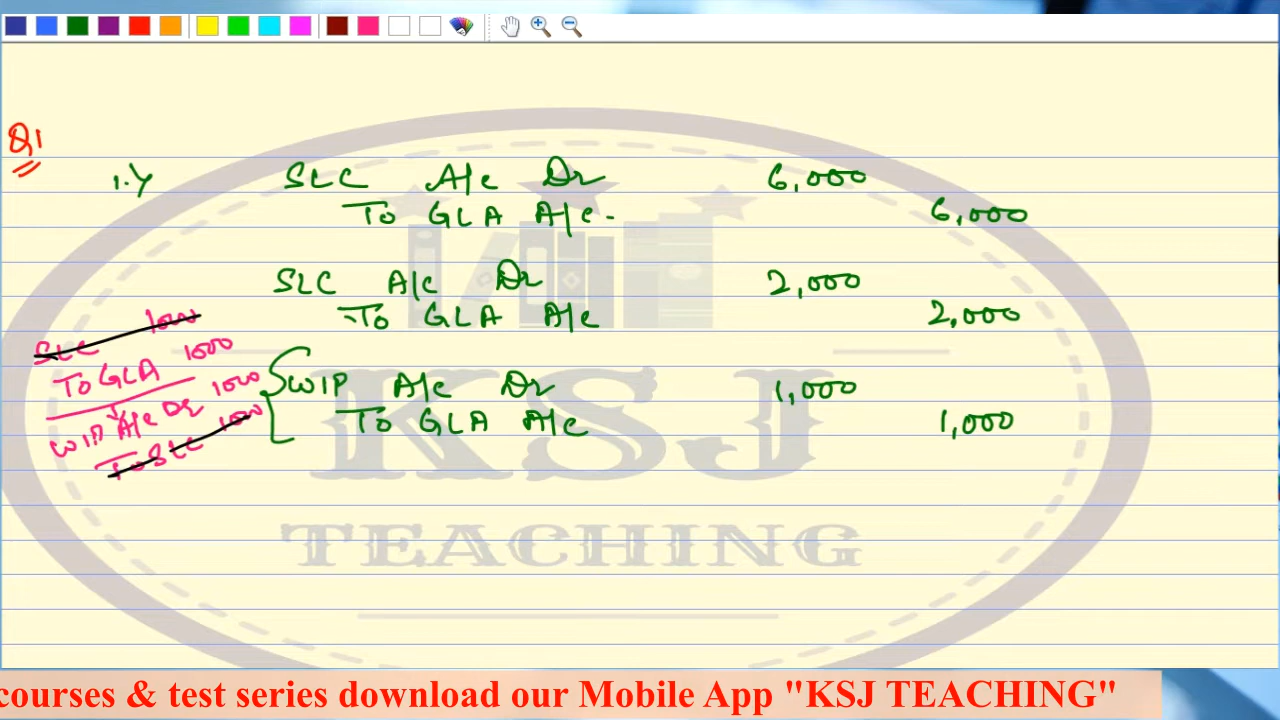 Q1
1.Y SLC A/c Dr 6,000
To GLA A/c. 6,000
SLC A/c Dr 2,000
To GLA A/c 2,000
SLC 1000
To GLA 1000
WIP A/c Dr 1000
To SLC 1000
WIP A/c Dr 1,000
To GLA A/c 1,000
KSJ
TEACHING
courses & test series download our Mobile App "KSJ TEACHING"